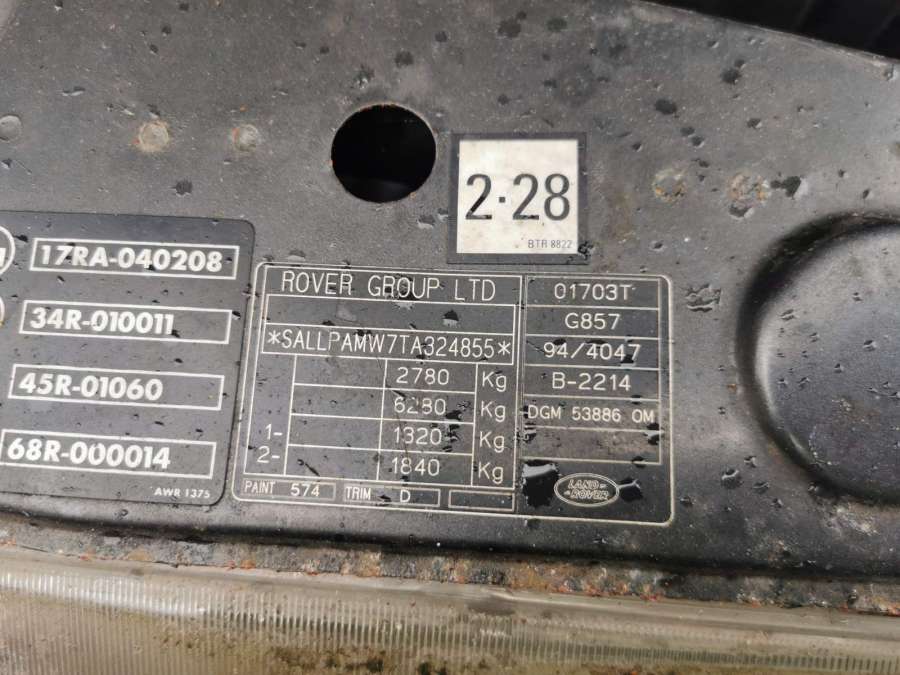 2·28
BTR 8822
17RA-040208
34R-010011
45R-01060
68R-000014
AWR 1375
ROVER GROUP LTD
*SALLPAMW7TA324855*
2780 Kg
6280 Kg
1- 1320 Kg
2- 1840 Kg
PAINT 574 TRIM D
01703T
G857
94/4047
B-2214
DGM 53886 OM
LAND-
-ROVER